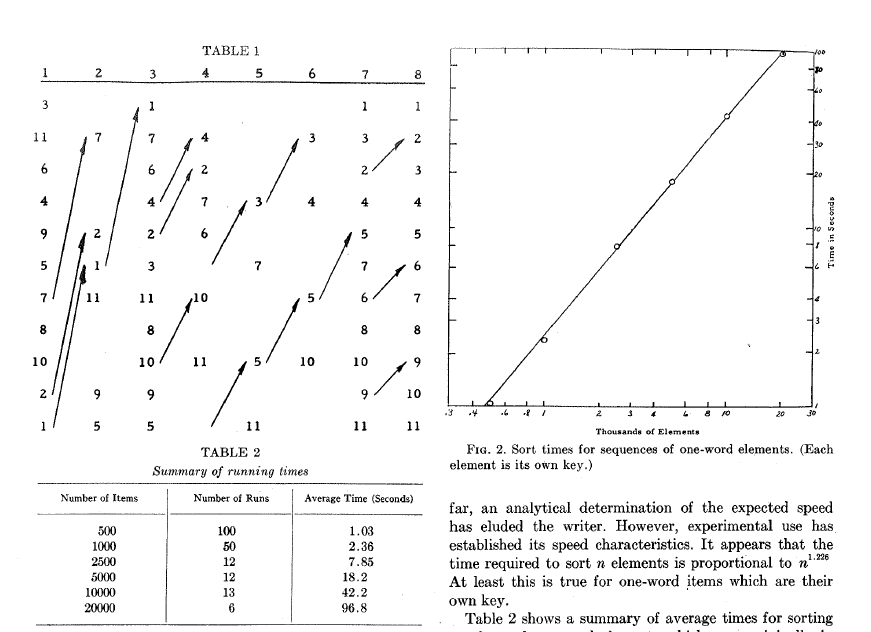 TABLE 1
1 2 3 4 5 6 7 8
3 1 1 1
11 7 7 4 3 3 2
6 6 2 2 3
4 4 7 3 4 4 4
9 2 2 6 5 5
5 1 3 7 7 6
7 11 11 10 5 6 7
8 8 8 8
10 10 11 5 10 10 9
2 9 9 9 10
1 5 5 11 11 11
TABLE 2
Summary of running times
Number of Items Number of Runs Average Time (Seconds)
500 100 1.03
1000 50 2.36
2500 12 7.85
5000 12 18.2
10000 13 42.2
20000 6 96.8
100
80
60
40
30
20
10
8
6
4
3
2
1
Time in Seconds
.3 .4 .6 .8 1 2 3 4 6 8 10 20 30
Thousands of Elements
FIG. 2. Sort times for sequences of one-word elements. (Each
element is its own key.)
far, an analytical determination of the expected speed
has eluded the writer. However, experimental use has
established its speed characteristics. It appears that the
time required to sort n elements is proportional to n^1.226
At least this is true for one-word items which are their
own key.
Table 2 shows a summary of average times for sorting